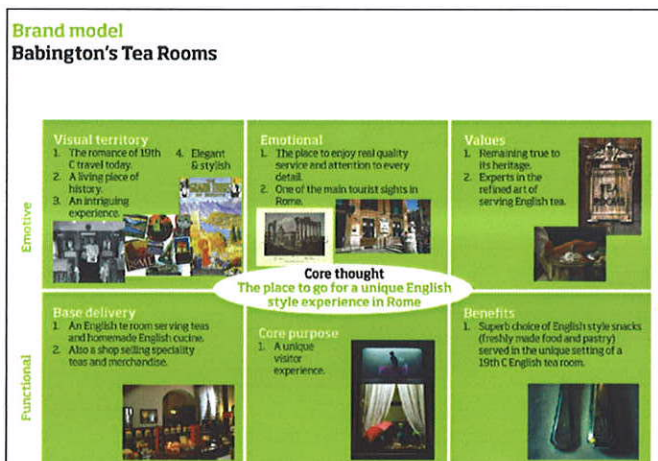 Brand model
Babington's Tea Rooms
Emotive
Visual territory
1. The romance of 19th
C travel today.
2. A living piece of
history.
3. An intriguing
experience.
4. Elegant
& stylish
Emotional
1. The place to enjoy real quality
service and attention to every
detail.
2. One of the main tourist sights in
Rome.
Values
1. Remaining true to
its heritage.
2. Experts in the
refined art of
serving English tea.
TEA
ROOMS
Core thought
The place to go for a unique English
style experience in Rome
Functional
Base delivery
1. An English te room serving teas
and homemade English cucine.
2. Also a shop selling speciality
teas and merchandise.
Core purpose
1. A unique
visitor
experience.
Benefits
1. Superb choice of English style snacks
(freshly made food and pastry)
served in the unique setting of a
19th C English tea room.